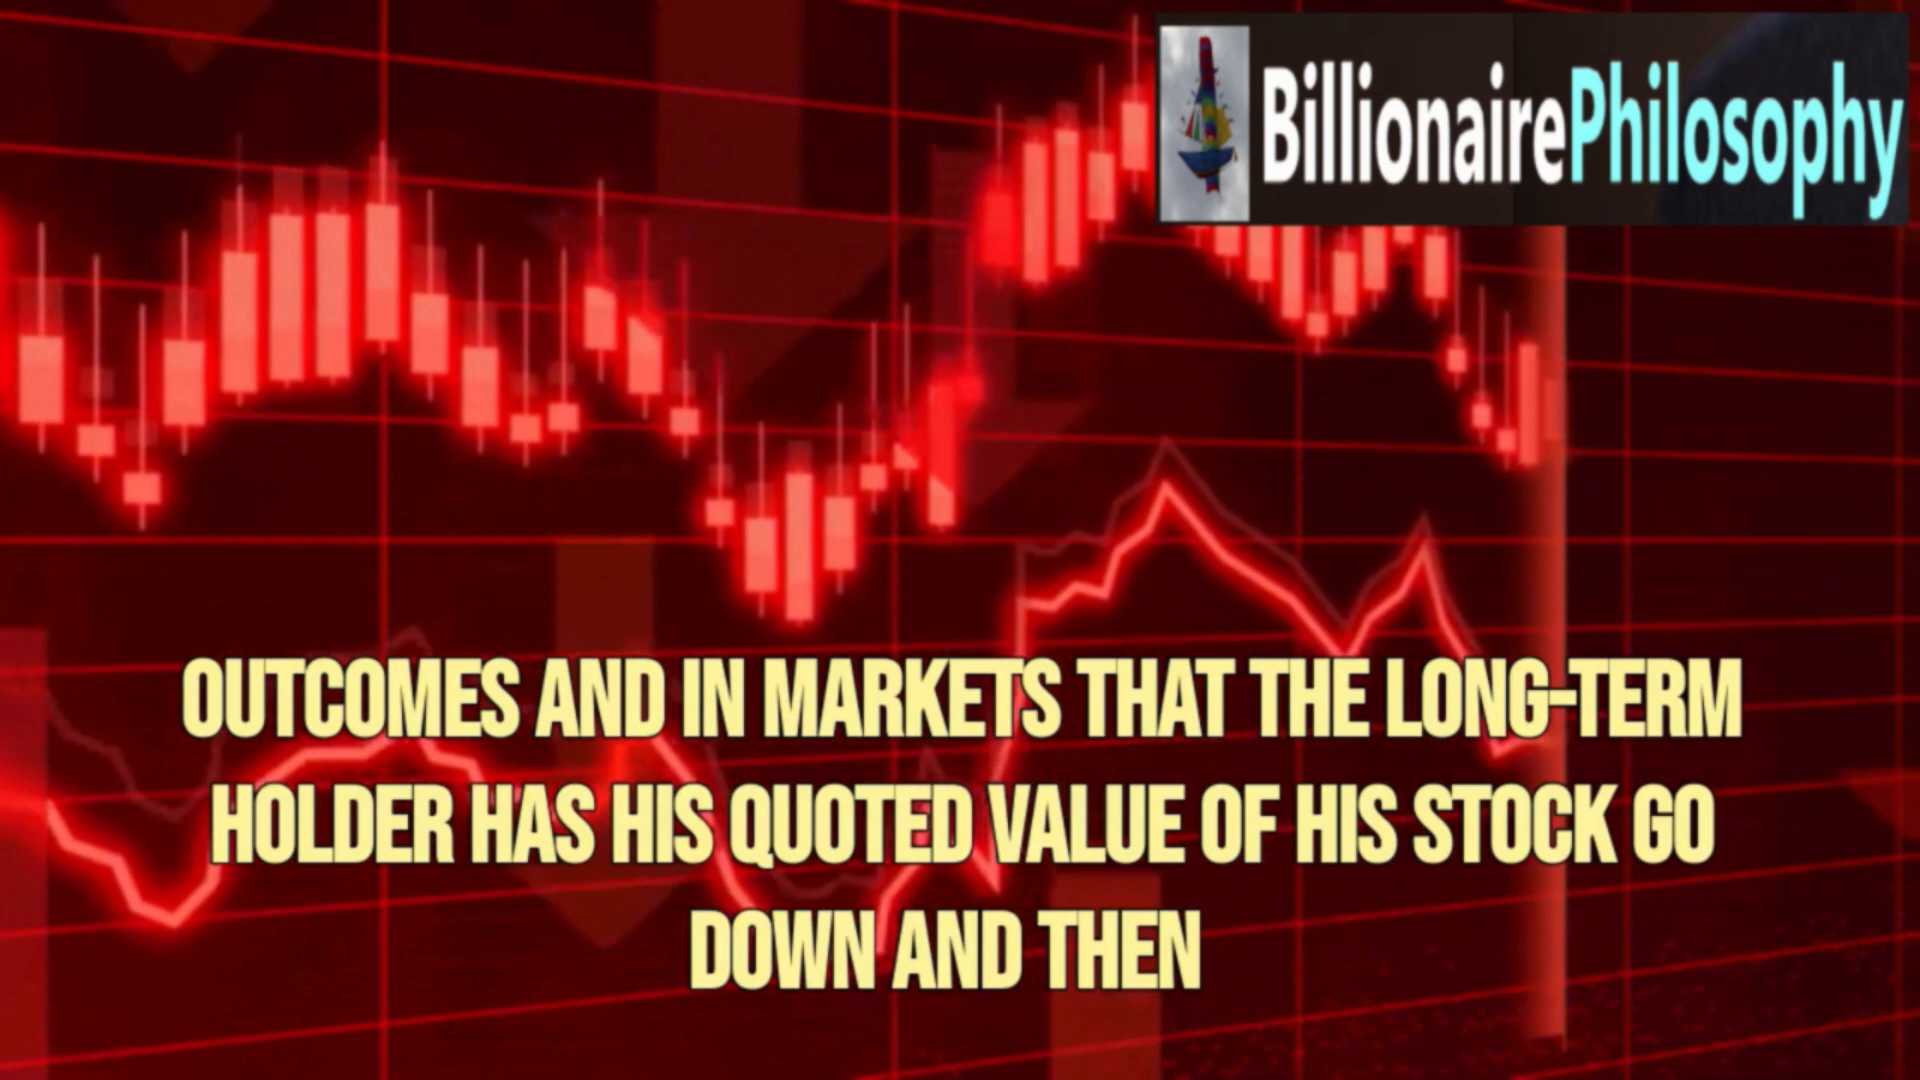 BillionairePhilosophy
OUTCOMES AND IN MARKETS THAT THE LONG-TERM
HOLDER HAS HIS QUOTED VALUE OF HIS STOCK GO
DOWN AND THEN